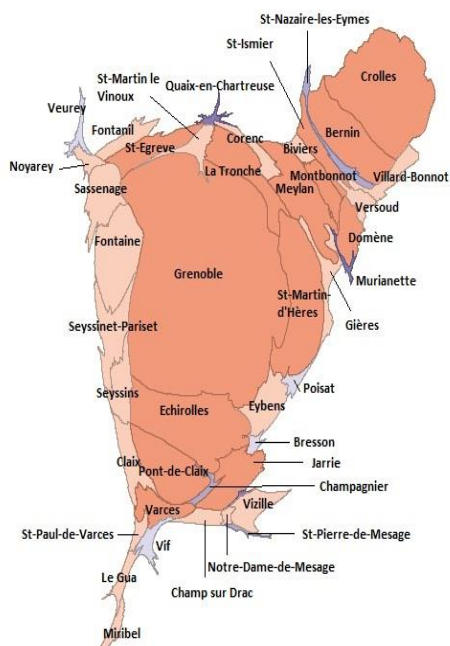 St-Nazaire-les-Eymes
St-Ismier
Crolles
St-Martin le
Vinoux
Quaix-en-Chartreuse
Veurey
Fontanil
Corenc
Bernin
St-Egreve
Biviers
Noyarey
La Tronche
Montbonnot
Villard-Bonnot
Sassenage
Meylan
Versoud
Fontaine
Domène
Grenoble
Murianette
St-Martin-
d'Hères
Gières
Seyssinet-Pariset
Poisat
Seyssins
Echirolles
Eybens
Bresson
Claix
Pont-de-Claix
Jarrie
Champagnier
Varces
Vizille
St-Paul-de-Varces
Vif
St-Pierre-de-Mesage
Notre-Dame-de-Mesage
Le Gua
Champ sur Drac
Miribel